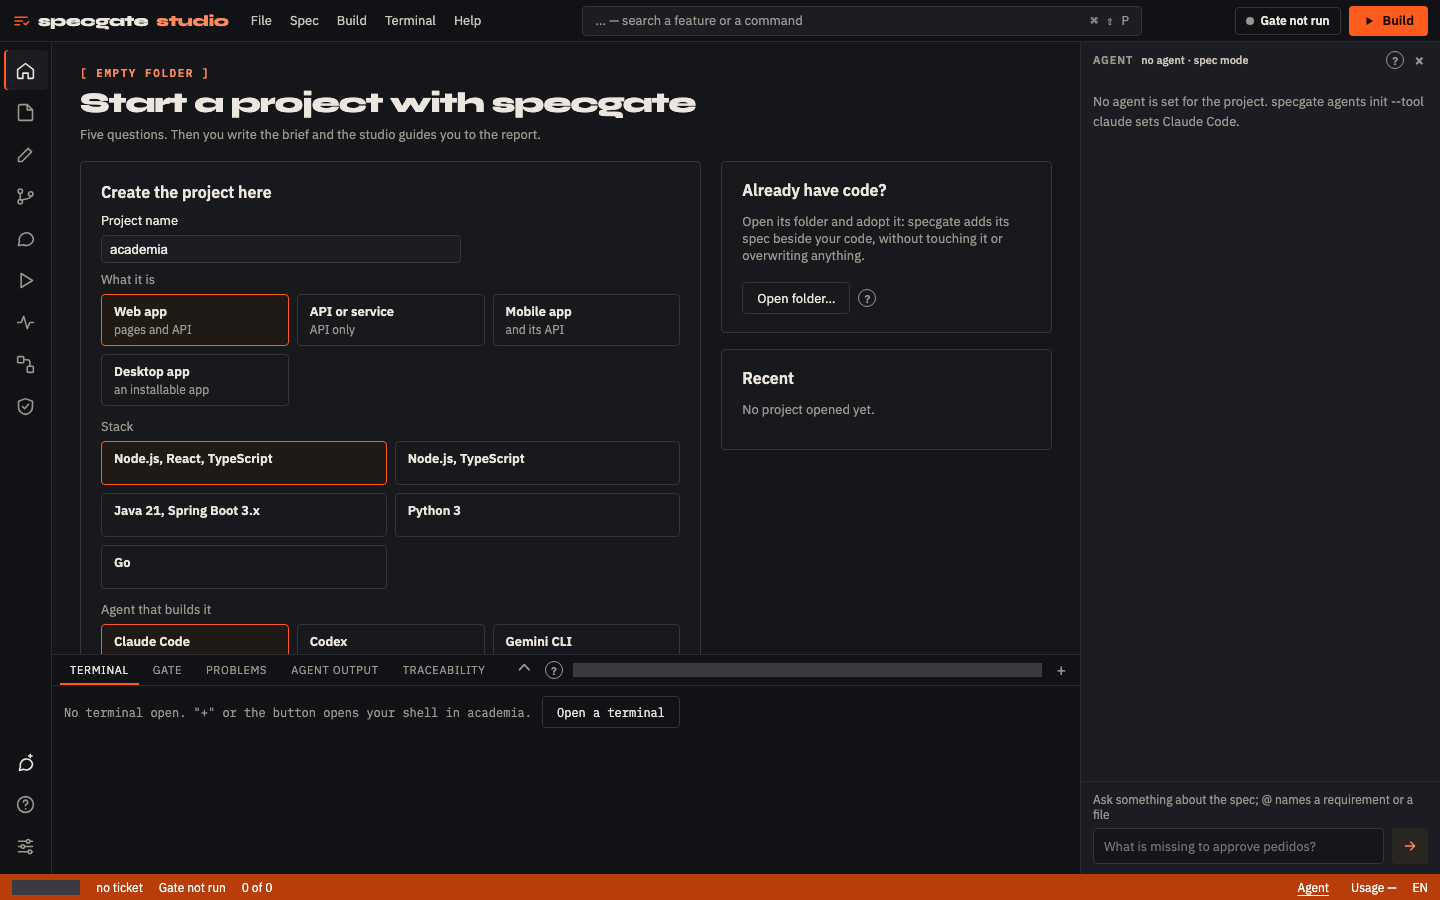 specgate studio
File Spec Build Terminal Help
... — search a feature or a command ⌘ ⇧ P
Gate not run
Build
[ EMPTY FOLDER ]
Start a project with specgate
Five questions. Then you write the brief and the studio guides you to the report.
Create the project here
Project name
academia
What it is
Web app
pages and API
API or service
API only
Mobile app
and its API
Desktop app
an installable app
Stack
Node.js, React, TypeScript
Node.js, TypeScript
Java 21, Spring Boot 3.x
Python 3
Go
Agent that builds it
Claude Code
Codex
Gemini CLI
Already have code?
Open its folder and adopt it: specgate adds its
spec beside your code, without touching it or
overwriting anything.
Open folder... ?
Recent
No project opened yet.
AGENT no agent · spec mode ? ×
No agent is set for the project. specgate agents init --tool
claude sets Claude Code.
TERMINAL GATE PROBLEMS AGENT OUTPUT TRACEABILITY ? +
No terminal open. "+" or the button opens your shell in academia. Open a terminal
Ask something about the spec; @ names a requirement or a
file
What is missing to approve pedidos?
no ticket Gate not run 0 of 0
Agent Usage — EN